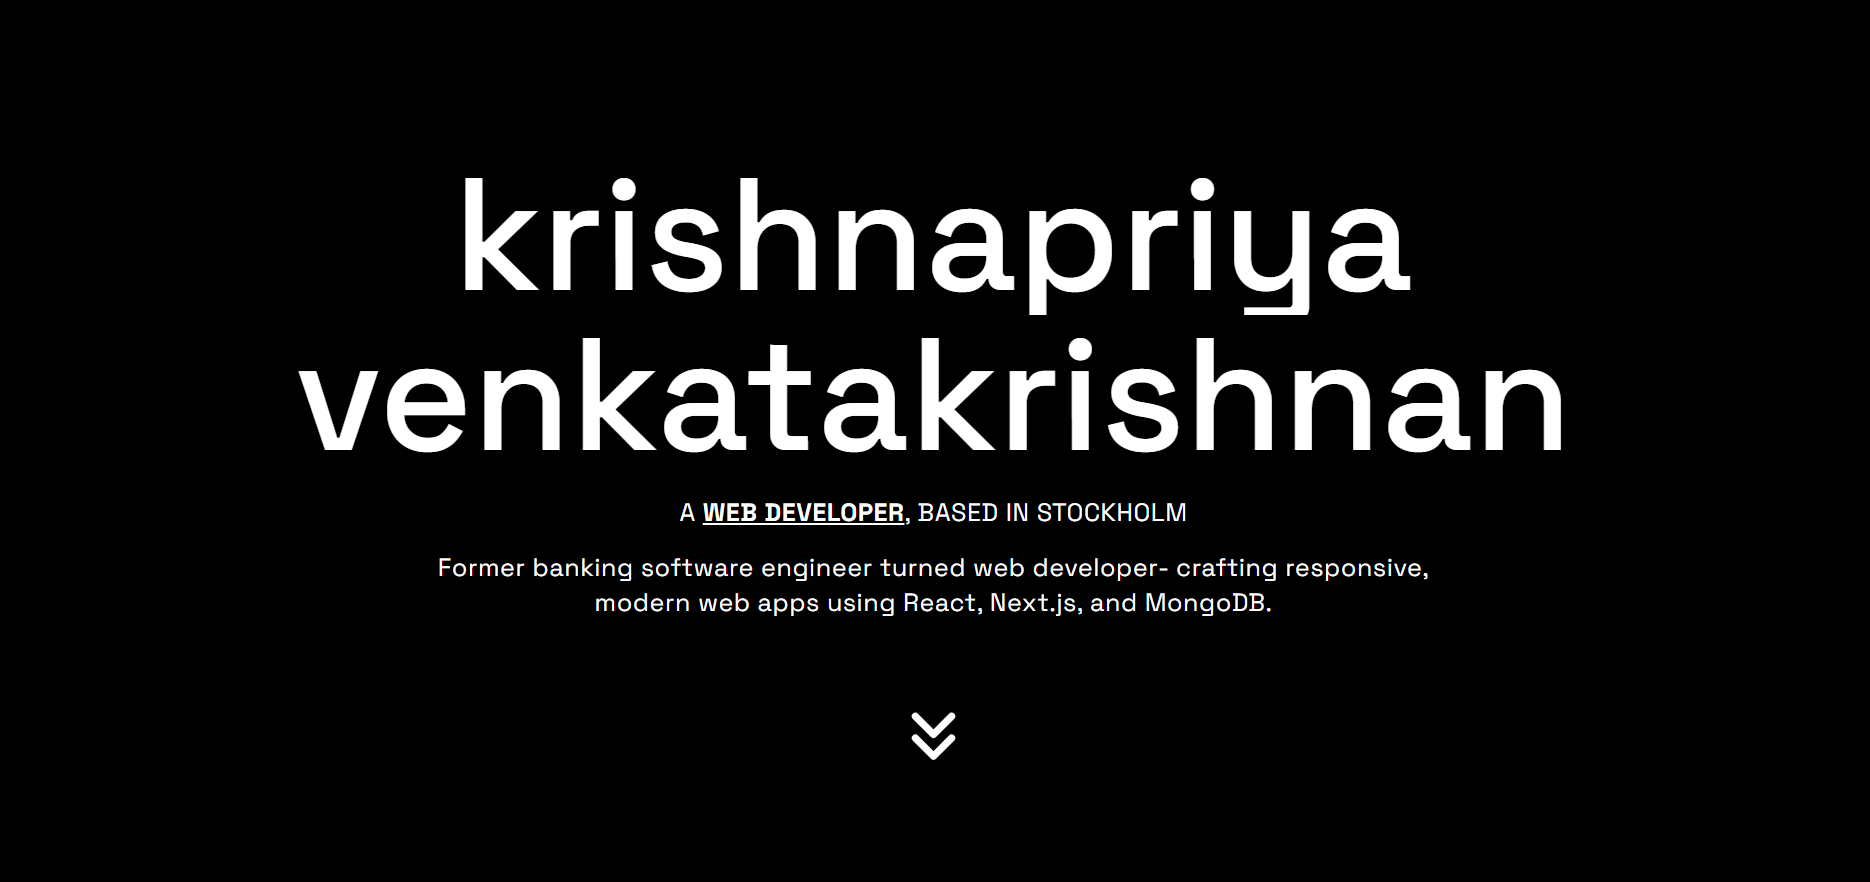 krishnapriya
venkatakrishnan
A WEB DEVELOPER, BASED IN STOCKHOLM
Former banking software engineer turned web developer- crafting responsive,
modern web apps using React, Next.js, and MongoDB.